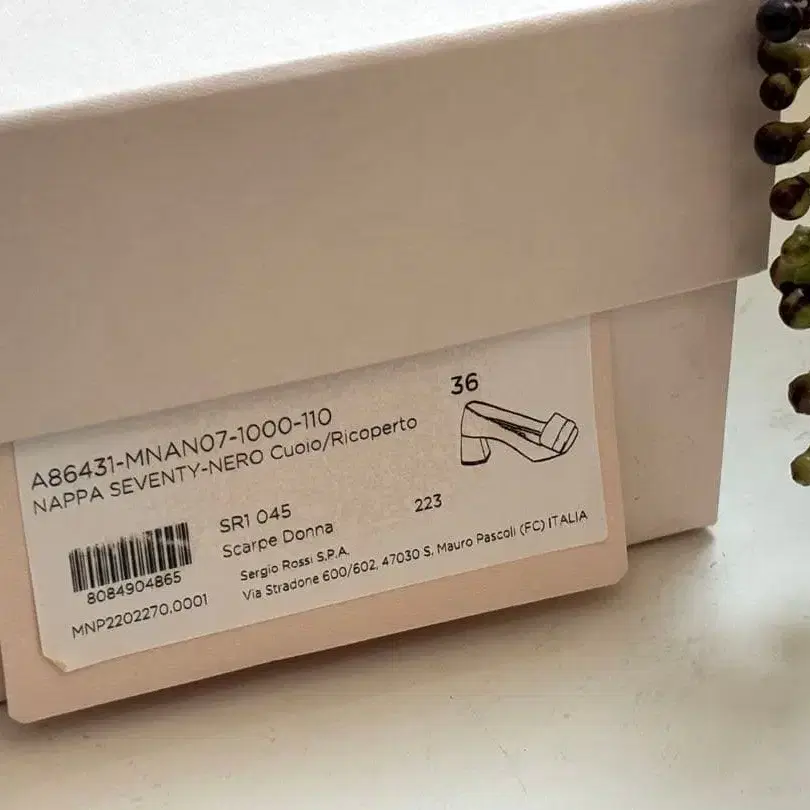 36
A86431-MNAN07-1000-110
NAPPA SEVENTY-NERO Cuoio/Ricoperto
SR1 045
223
Scarpe Donna
8084904865
Sergio Rossi S.P.A.
MNP2202270.0001
Via Stradone 600/602, 47030 S. Mauro Pascoli (FC) ITALIA